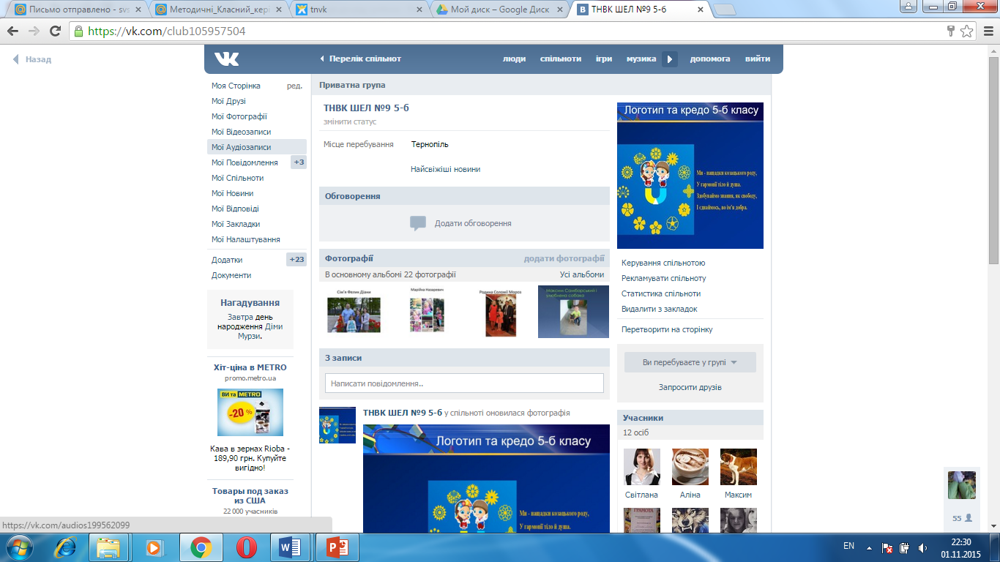 Письмо отправлено - svs
Методичні_Класний_кері
tnvk
Мой диск – Google Диск
ТНВК ШЕЛ №9 5-б
https://vk.com/club105957504
Назад
Перелік спільнот
люди
спільноти
ігри
музика
допомога
вийти
Моя Сторінка
ред.
Мої Друзі
Мої Фотографії
Мої Відеозаписи
Мої Аудіозаписи
Мої Повідомлення
+3
Мої Спільноти
Мої Новини
Мої Відповіді
Мої Закладки
Мої Налаштування
Додатки
+23
Документи
Нагадування
Завтра день
народження Діми
Мурзи.
Хіт-ціна в METRO
promo.metro.ua
ВИ та METRO
-20 %
Кава в зернах Rioba -
189,90 грн. Купуйте
вигідно!
Товары под заказ
из США
22 000 учасників
Приватна група
ТНВК ШЕЛ №9 5-б
змінити статус
Місце перебування
Тернопіль
Найсвіжіші новини
Обговорення
Додати обговорення
Фотографії
додати фотографії
В основному альбомі 22 фотографії
Усі альбоми
Сім'я Фелик Діани
Марійка Назаревич
Родина Соломії Мороз
Максим Самборський і
улюблена собака
3 записи
Написати повідомлення..
ТНВК ШЕЛ №9 5-б у спільноті оновилася фотографія
Логотип та кредо 5-б класу
Ми - нащадки козацького роду,
У гармонії тіло й душа.
Логотип та кредо 5-б класу
Ми - нащадки козацького роду,
У гармонії тіло й душа.
Здобуваймо знання, як свободу,
І єднаймось, во ім'я добра.
Керування спільнотою
Рекламувати спільноту
Статистика спільноти
Видалити з закладок
Перетворити на сторінку
Ви перебуваєте у групі
Запросити друзів
Учасники
12 осіб
Світлана
Аліна
Максим
ГРАМОТА
55
https://vk.com/audios199562099
EN
22:30
01.11.2015